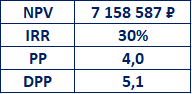 NPV 7 158 587 ₽
IRR 30%
PP 4,0
DPP 5,1